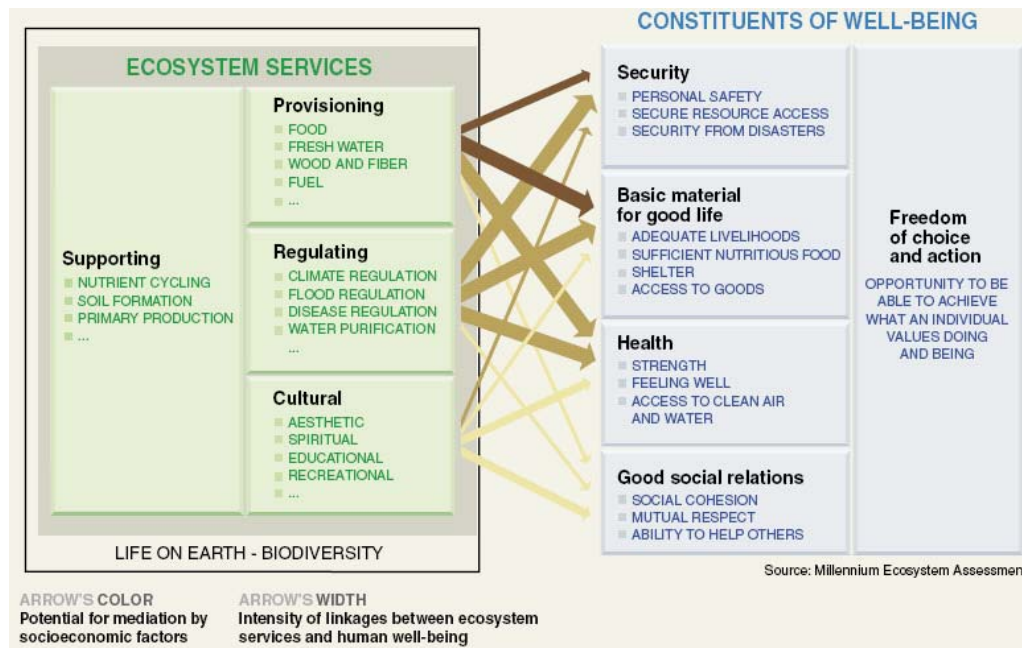 CONSTITUENTS OF WELL-BEING
ECOSYSTEM SERVICES
Supporting
NUTRIENT CYCLING
SOIL FORMATION
PRIMARY PRODUCTION
...
Provisioning
FOOD
FRESH WATER
WOOD AND FIBER
FUEL
...
Regulating
CLIMATE REGULATION
FLOOD REGULATION
DISEASE REGULATION
WATER PURIFICATION
...
Cultural
AESTHETIC
SPIRITUAL
EDUCATIONAL
RECREATIONAL
...
LIFE ON EARTH - BIODIVERSITY
Security
PERSONAL SAFETY
SECURE RESOURCE ACCESS
SECURITY FROM DISASTERS
Basic material
for good life
ADEQUATE LIVELIHOODS
SUFFICIENT NUTRITIOUS FOOD
SHELTER
ACCESS TO GOODS
Health
STRENGTH
FEELING WELL
ACCESS TO CLEAN AIR
AND WATER
Good social relations
SOCIAL COHESION
MUTUAL RESPECT
ABILITY TO HELP OTHERS
Freedom
of choice
and action
OPPORTUNITY TO BE
ABLE TO ACHIEVE
WHAT AN INDIVIDUAL
VALUES DOING
AND BEING
Source: Millennium Ecosystem Assessmen
ARROW'S COLOR
Potential for mediation by
socioeconomic factors
ARROW'S WIDTH
Intensity of linkages between ecosystem
services and human well-being